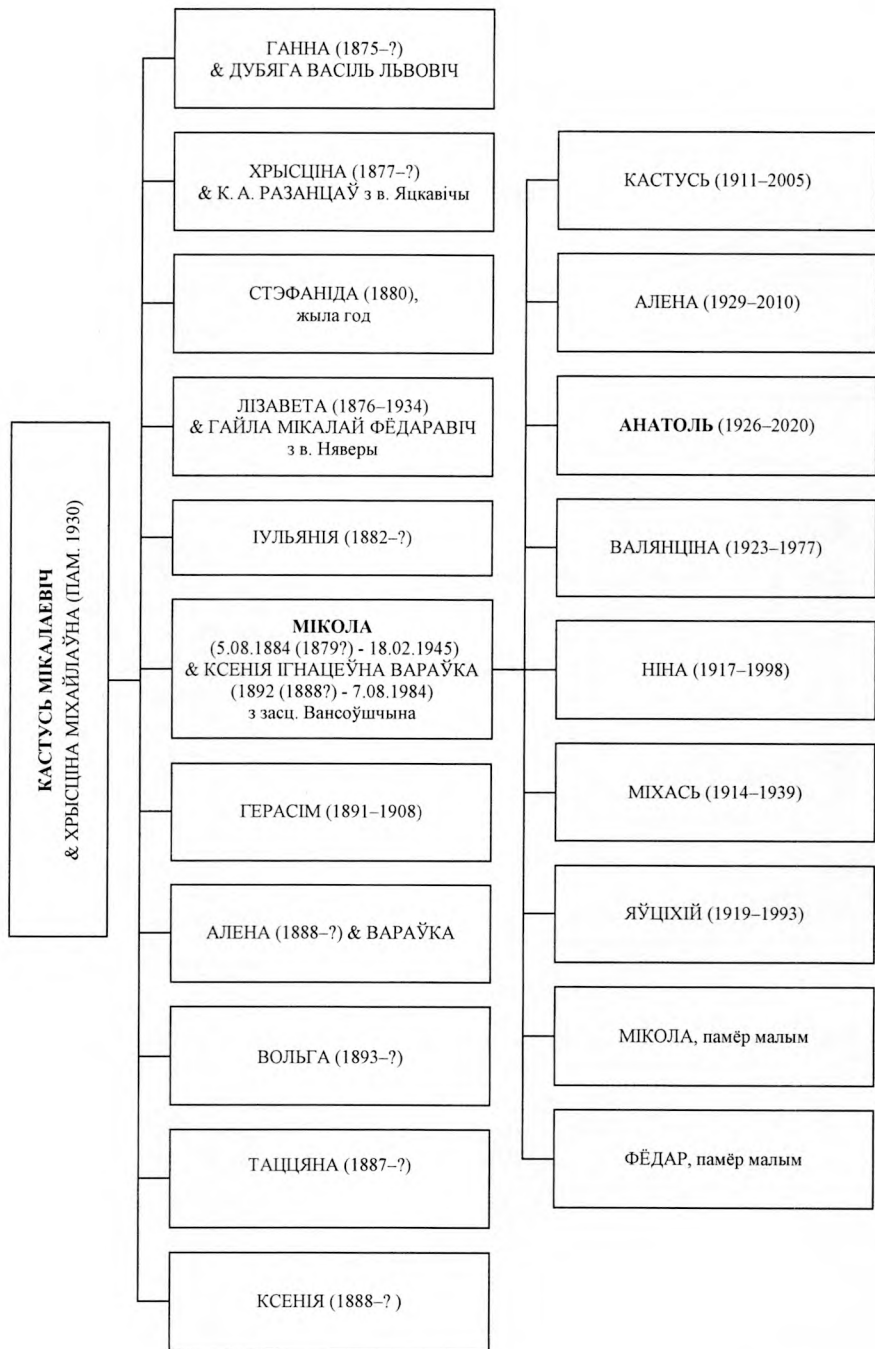 КАСТУСЬ МІКАЛАЕВІЧ
& ХРЫСЦІНА МІХАЙЛАЎНА (ПАМ. 1930)
ГАННА (1875–?)
& ДУБЯГА ВАСІЛЬ ЛЬВОВІЧ
ХРЫСЦІНА (1877–?)
& К. А. РАЗАНЦАЎ з в. Яцкавічы
СТЭФАНІДА (1880),
жыла год
ЛІЗАВЕТА (1876–1934)
& ГАЙЛА МІКАЛАЙ ФЁДАРАВІЧ
з в. Няверы
ІУЛЬЯНІЯ (1882–?)
МІКОЛА
(5.08.1884 (1879?) - 18.02.1945)
& КСЕНІЯ ІГНАЦЕЎНА ВАРАЎКА
(1892 (1888?) - 7.08.1984)
з засц. Вансоўшчына
ГЕРАСІМ (1891–1908)
АЛЕНА (1888–?) & ВАРАЎКА
ВОЛЬГА (1893–?)
ТАЦЦЯНА (1887–?)
КСЕНІЯ (1888–? )
КАСТУСЬ (1911–2005)
АЛЕНА (1929–2010)
АНАТОЛЬ (1926–2020)
ВАЛЯНЦІНА (1923–1977)
НІНА (1917–1998)
МІХАСЬ (1914–1939)
ЯЎЦІХІЙ (1919–1993)
МІКОЛА, памёр малым
ФЁДАР, памёр малым